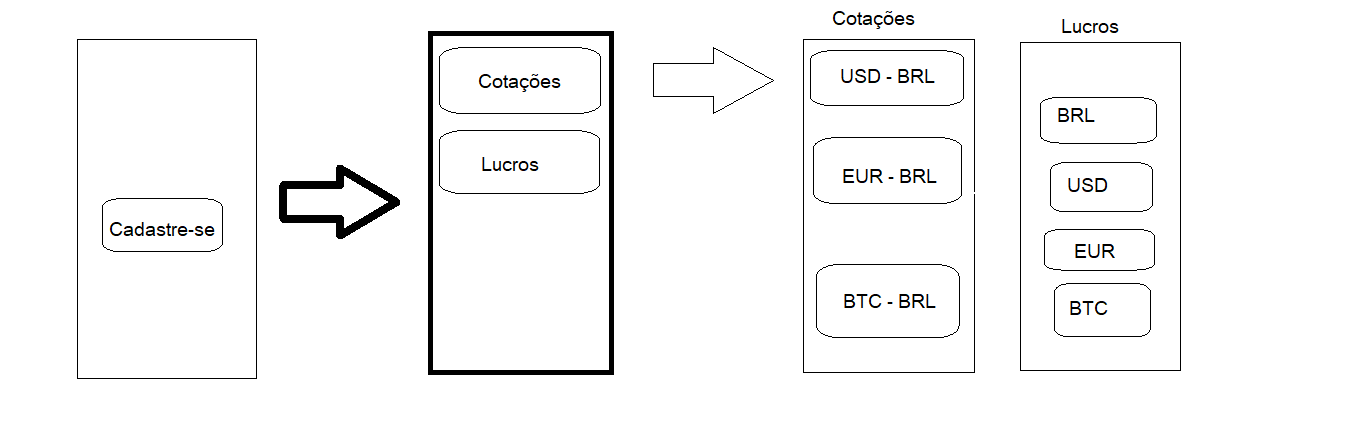 Cadastre-se
Cotações
Lucros
Cotações
USD - BRL
EUR - BRL
BTC - BRL
Lucros
BRL
USD
EUR
BTC